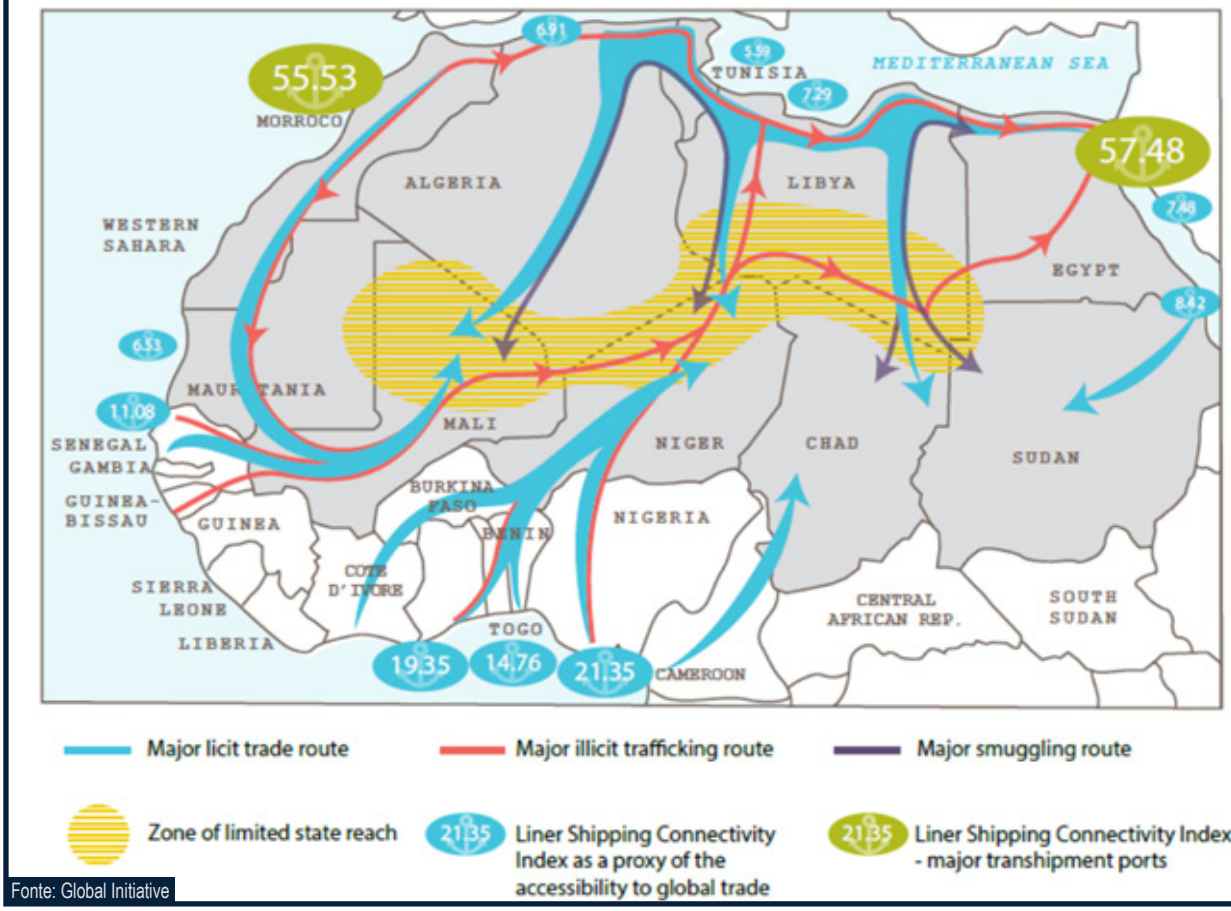 6.91
55.53
5.59
TUNISIA
MEDITERRANEAN SEA
7.29
MORROCO
57.48
ALGERIA
LIBYA
7.48
WESTERN
SAHARA
EGYPT
8.42
6.53
MAURITANIA
11.08
MALI
SENEGAL
GAMBIA
NIGER
CHAD
SUDAN
GUINEA-
BISSAU
BURKINA
FASO
GUINEA
NIGERIA
BENIN
COTE
D'IVORE
SIERRA
LEONE
CENTRAL
AFRICAN REP.
SOUTH
SUDAN
LIBERIA
TOGO
19.35
14.76
21.35
CAMEROON
Major licit trade route
Major illicit trafficking route
Major smuggling route
Zone of limited state reach
21.35
Liner Shipping Connectivity
Index as a proxy of the
accessibility to global trade
21.35
Liner Shipping Connectivity Index
- major transhipment ports
Fonte: Global Initiative